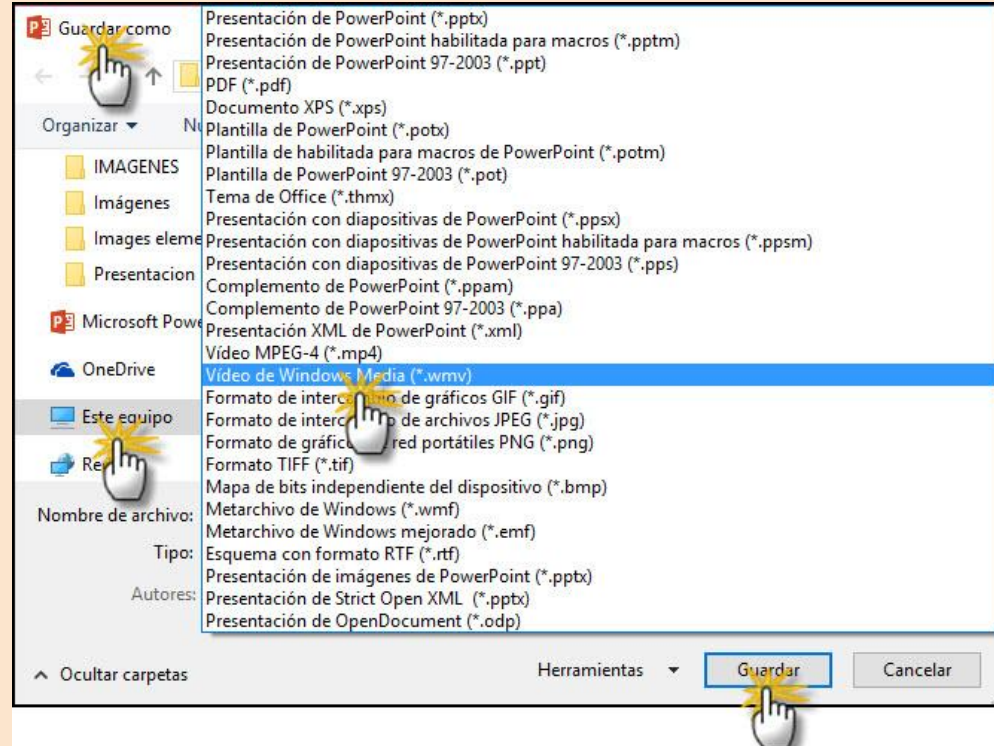 Guardar como
Organizar
IMAGENES
Imágenes
Images eleme
Presentacion
Microsoft Powe
OneDrive
Este equipo
Nombre de archivo:
Tipo:
Autores:
Presentación de PowerPoint (*.pptx)
Presentación de PowerPoint habilitada para macros (*.pptm)
Presentación de PowerPoint 97-2003 (*.ppt)
PDF (*.pdf)
Documento XPS (*.xps)
Plantilla de PowerPoint (*.potx)
Plantilla de habilitada para macros de PowerPoint (*.potm)
Plantilla de PowerPoint 97-2003 (*.pot)
Tema de Office (*.thmx)
Presentación con diapositivas de PowerPoint (*.ppsx)
Presentación con diapositivas de PowerPoint habilitada para macros (*.ppsm)
Presentación con diapositivas de PowerPoint 97-2003 (*.pps)
Complemento de PowerPoint (*.ppam)
Complemento de PowerPoint 97-2003 (*.ppa)
Presentación XML de PowerPoint (*.xml)
Vídeo MPEG-4 (*.mp4)
Vídeo de Windows Media (*.wmv)
Formato de intercambio de gráficos GIF (*.gif)
Formato de intercambio de archivos JPEG (*.jpg)
Formato de gráficos de red portátiles PNG (*.png)
Formato TIFF (*.tif)
Mapa de bits independiente del dispositivo (*.bmp)
Metarchivo de Windows (*.wmf)
Metarchivo de Windows mejorado (*.emf)
Esquema con formato RTF (*.rtf)
Presentación de imágenes de PowerPoint (*.pptx)
Presentación de Strict Open XML (*.pptx)
Presentación de OpenDocument (*.odp)
Ocultar carpetas
Herramientas
Guardar
Cancelar